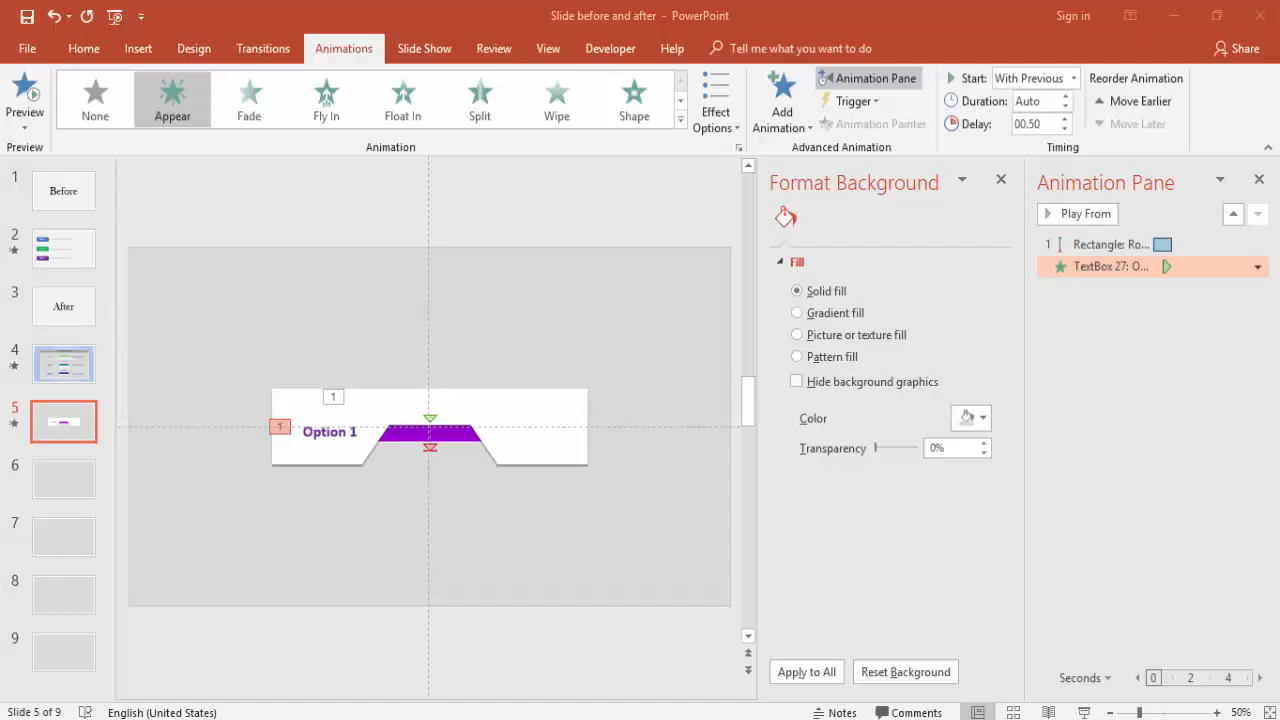 Slide before and after - PowerPoint
Sign in
File Home Insert Design Transitions Animations Slide Show Review View Developer Help Tell me what you want to do Share
Preview
Preview
None Appear Fade Fly In Float In Split Wipe Shape
Animation
Effect Options
Add Animation
Animation Pane
Trigger
Animation Painter
Advanced Animation
Start: With Previous
Duration: Auto
Delay: 00.50
Timing
Reorder Animation
Move Earlier
Move Later
1
Before
2
3
After
4
5
6
7
8
9
1
1
Option 1
Format Background
Fill
Solid fill
Gradient fill
Picture or texture fill
Pattern fill
Hide background graphics
Color
Transparency 0%
Apply to All Reset Background
Animation Pane
Play From
1 Rectangle: Ro...
TextBox 27: O...
Seconds 0 2 4
Slide 5 of 9 English (United States) Notes Comments 50%